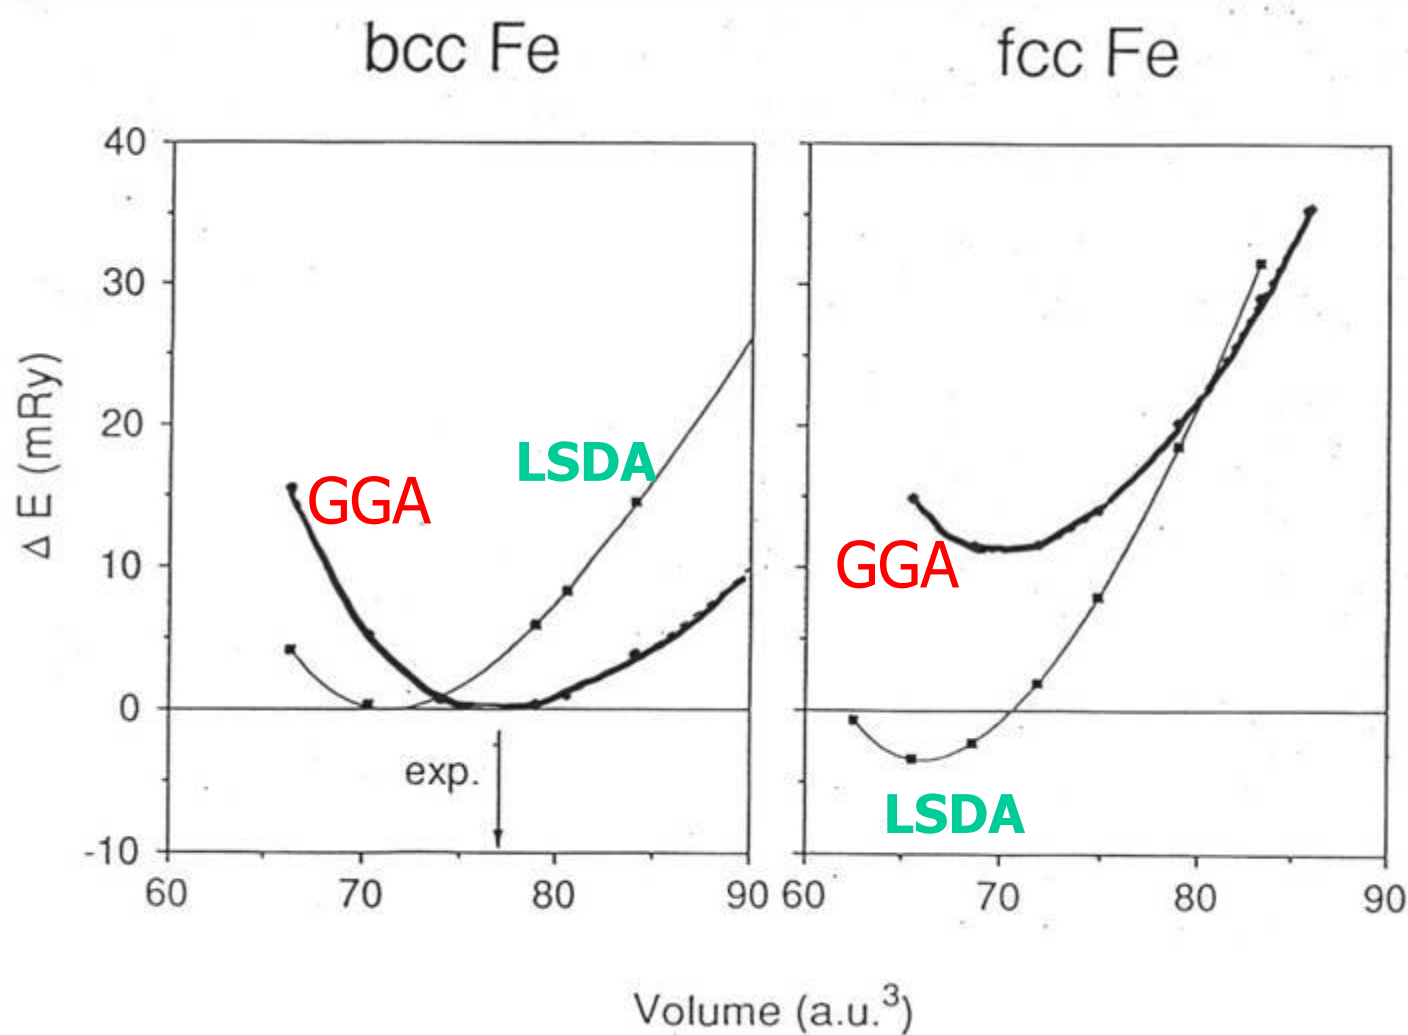 bcc Fe
fcc Fe
40
30
20
10
0
-10
Δ E (mRy)
GGA
LSDA
exp.
GGA
LSDA
60 70 80 90
60 70 80 90
Volume (a.u.³)